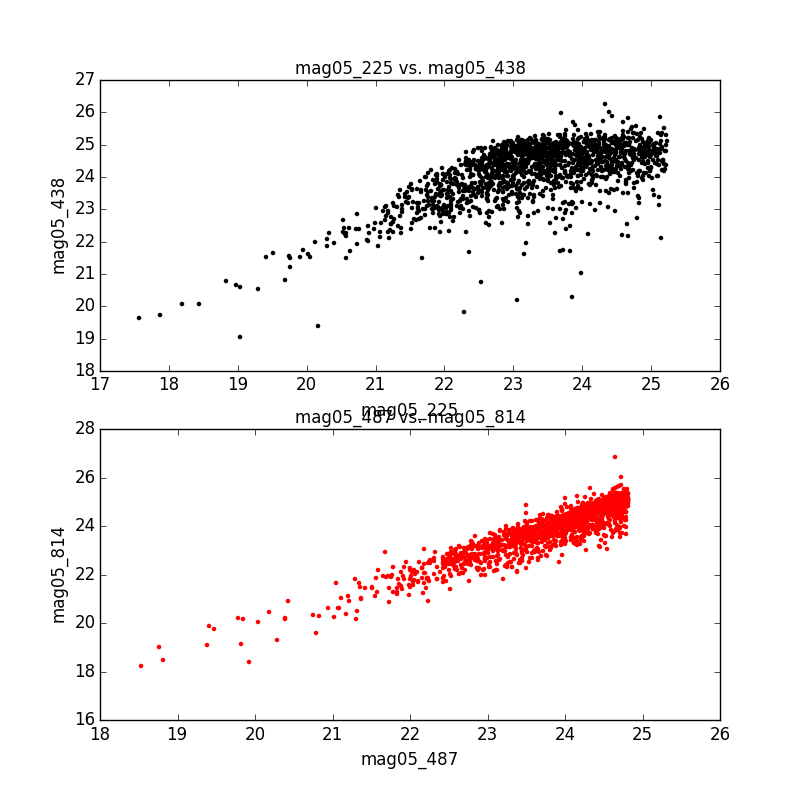 mag05_225 vs. mag05_438
27
26
25
24
23
22
21
20
19
18
mag05_438
17 18 19 20 21 22 23 24 25 26
mag05_225
mag05_487 vs. mag05_814
28
26
24
22
20
18
16
mag05_814
18 19 20 21 22 23 24 25 26
mag05_487